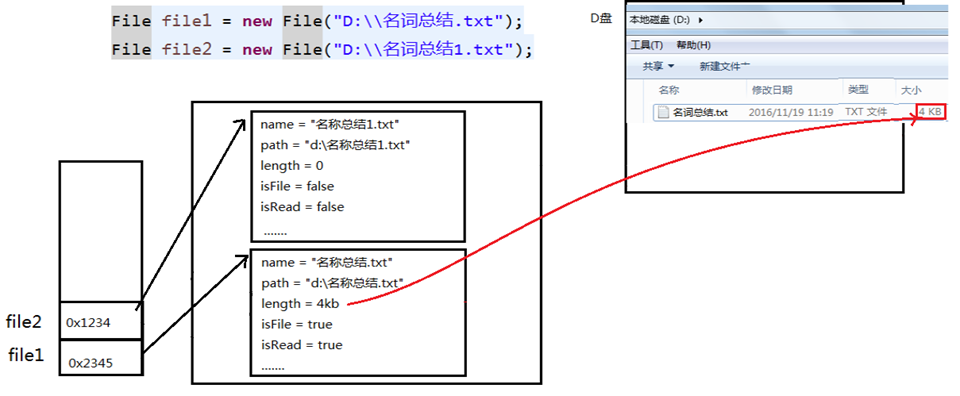 File file1 = new File("D:\\名词总结.txt");
File file2 = new File("D:\\名词总结1.txt");
D盘
本地磁盘 (D:)
工具(T) 帮助(H)
共享 新建文件
名称 修改日期 类型 大小
名词总结.txt 2016/11/19 11:19 TXT 文件 4 KB
name = "名称总结1.txt"
path = "d:\名称总结1.txt"
length = 0
isFile = false
isRead = false
.......
name = "名称总结.txt"
path = "d:\名称总结.txt"
length = 4kb
isFile = true
isRead = true
.......
file2 0x1234
file1 0x2345